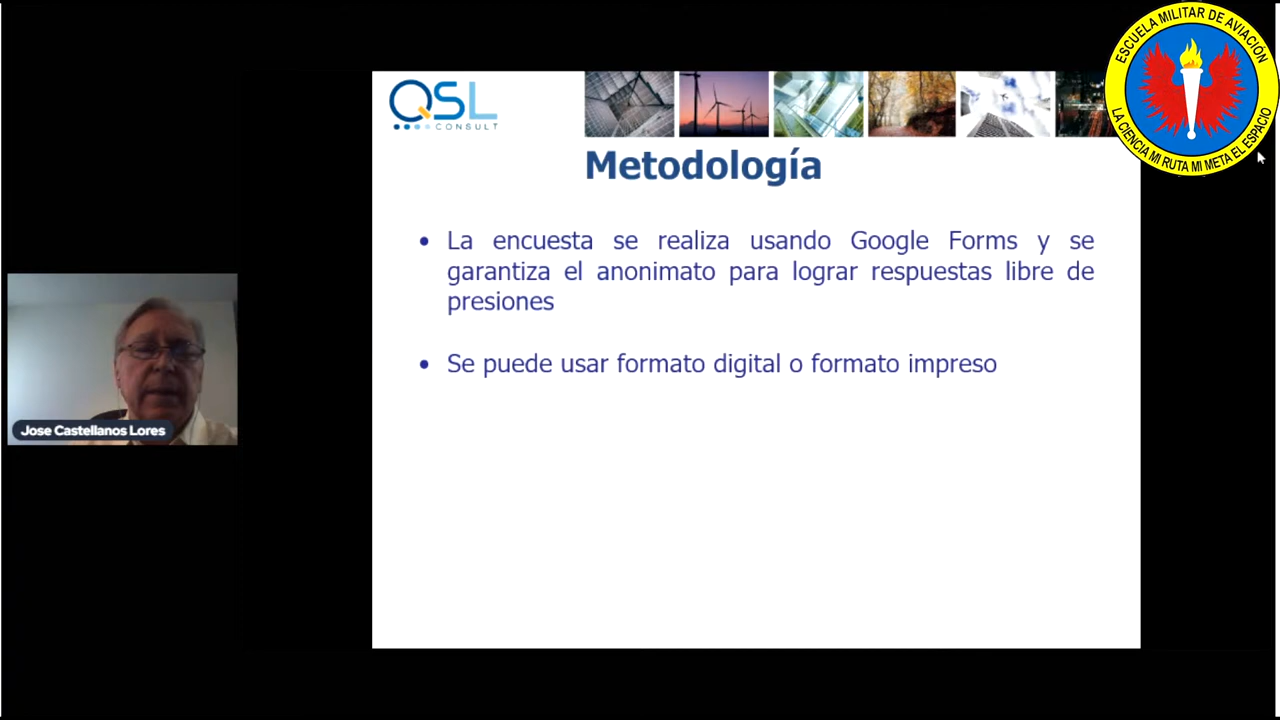 ESCUELA MILITAR DE AVIACIÓN
LA CIENCIA MI RUTA MI META EL ESPACIO
QSL
CONSULT
Metodología
• La encuesta se realiza usando Google Forms y se
garantiza el anonimato para lograr respuestas libre de
presiones
• Se puede usar formato digital o formato impreso
Jose Castellanos Lores